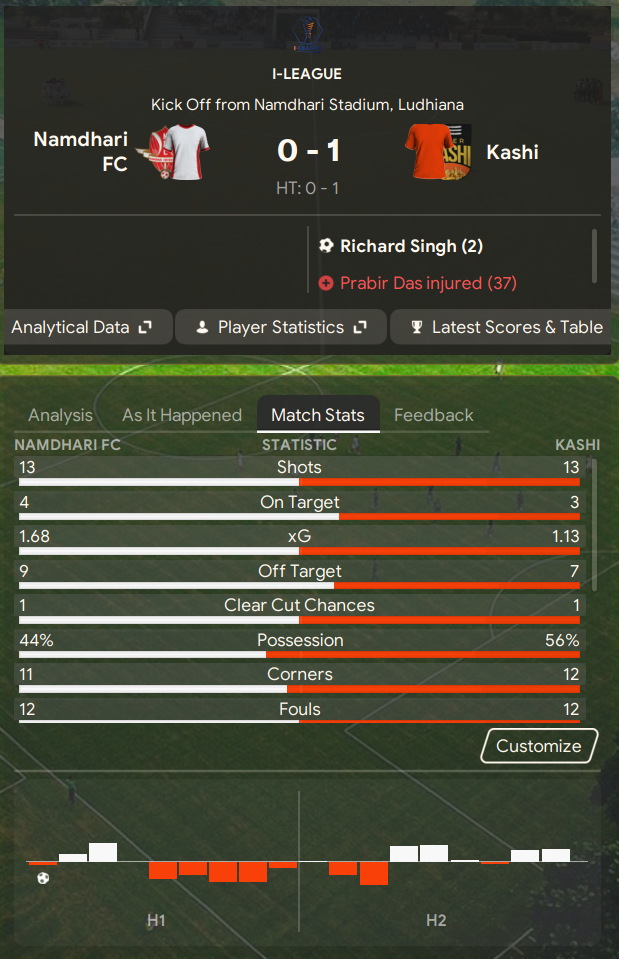 I-LEAGUE
Kick Off from Namdhari Stadium, Ludhiana
Namdhari FC
0 - 1
Kashi
HT: 0 - 1
Richard Singh (2)
Prabir Das injured (37)
Analytical Data Player Statistics Latest Scores & Table
Analysis As It Happened Match Stats Feedback
NAMDHARI FC STATISTIC KASHI
13 Shots 13
4 On Target 3
1.68 xG 1.13
9 Off Target 7
1 Clear Cut Chances 1
44% Possession 56%
11 Corners 12
12 Fouls 12
Customize
H1 H2